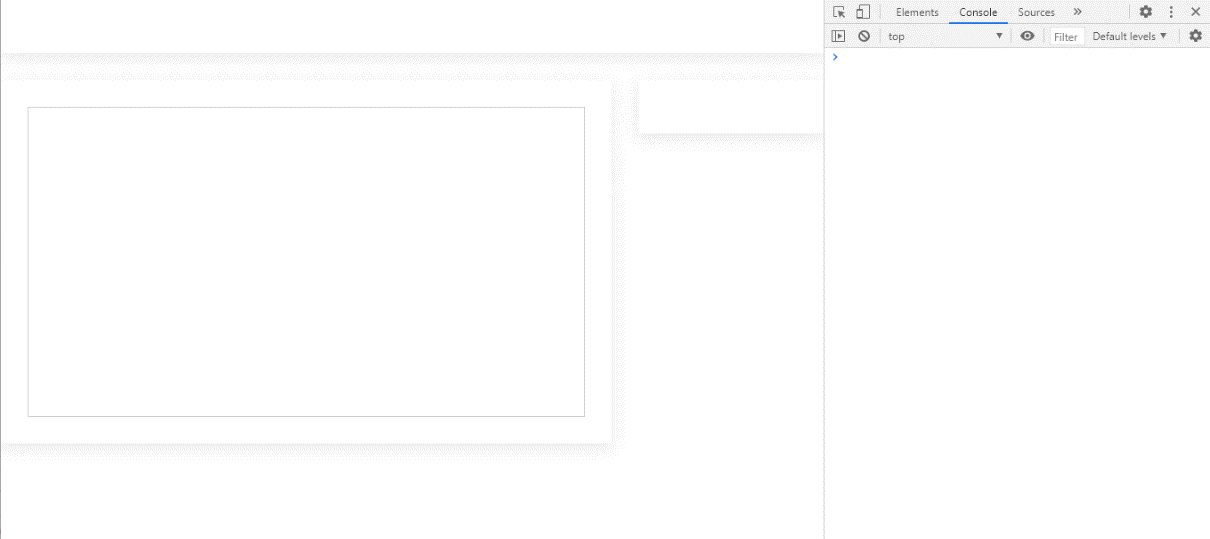 Elements Console Sources
top Filter Default levels